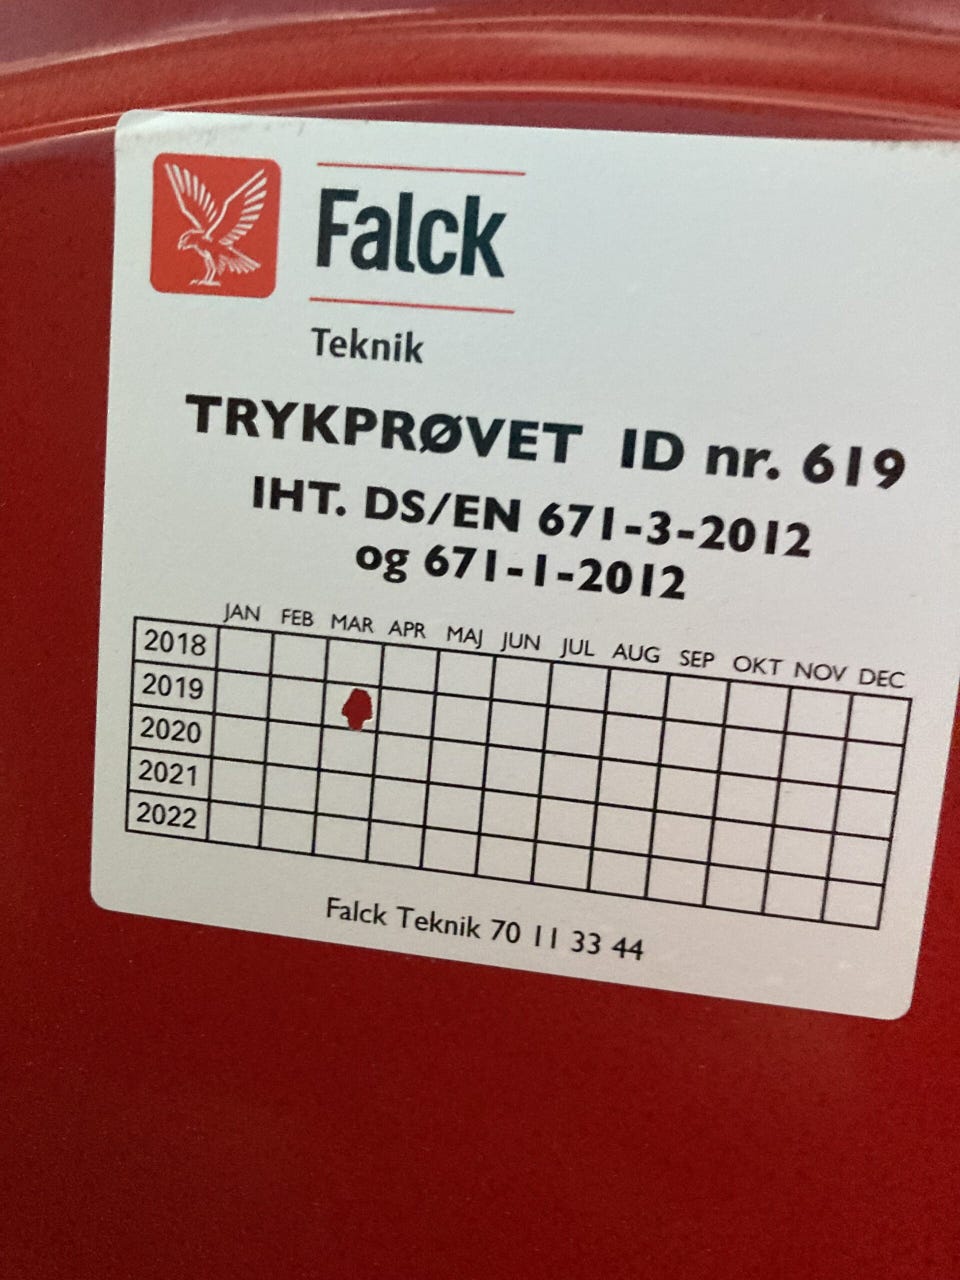 Falck
Teknik
TRYKPRØVET ID nr. 619
IHT. DS/EN 671-3-2012
og 671-1-2012
JAN FEB MAR APR MAJ JUN JUL AUG SEP OKT NOV DEC
2018
2019
2020
2021
2022
Falck Teknik 70 11 33 44